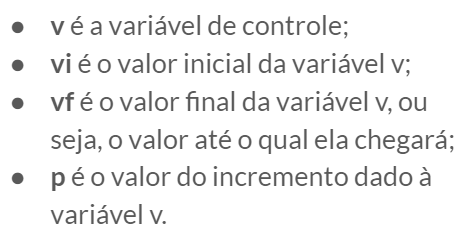 ● v é a variável de controle;
● vi é o valor inicial da variável v;
● vf é o valor final da variável v, ou
seja, o valor até o qual ela chegará;
● p é o valor do incremento dado à
variável v.